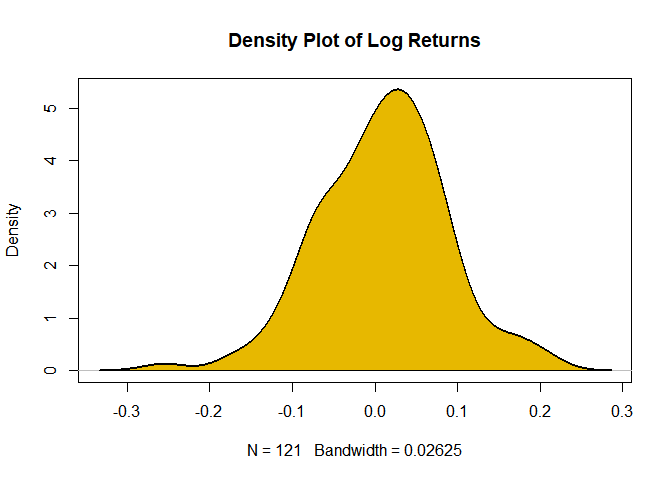 Density Plot of Log Returns
Density
5
4
3
2
1
0
-0.3 -0.2 -0.1 0.0 0.1 0.2 0.3
N = 121 Bandwidth = 0.02625